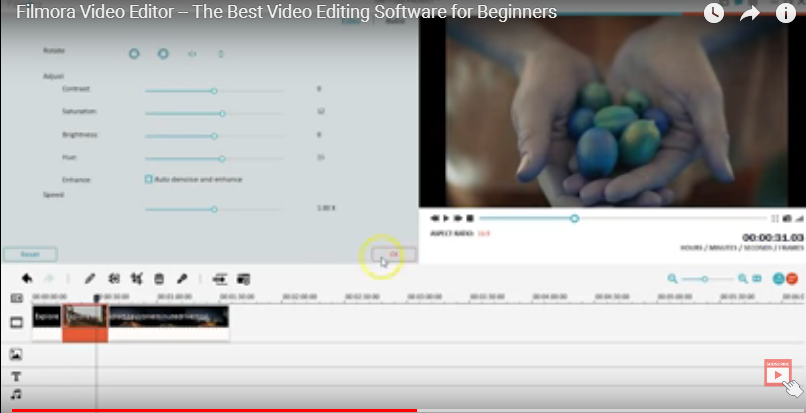 Filmora Video Editor – The Best Video Editing Software for Beginners
Rotate
Adjust
Contrast: 0
Saturation: 12
Brightness: 0
Hue: 15
Enhance: Auto denoise and enhance
Speed 1.00 X
Reset
OK
ASPECT RATIO: 16:9
00:00:31.03
HOURS / MINUTES / SECONDS / FRAMES
00:00:00:00 00:00:30:00 00:01:00:00 00:01:30:00 00:02:00:00 00:02:30:00 00:03:00:00 00:03:30:00 00:04:00:00 00:04:30:00 00:05:00:00 00:05:30:00
Explore
T
SUBSCRIBE